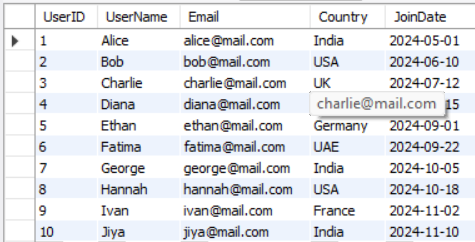 UserID UserName Email Country JoinDate
1 Alice alice@mail.com India 2024-05-01
2 Bob bob@mail.com USA 2024-06-10
3 Charlie charlie@mail.com UK 2024-07-12
4 Diana diana@mail.com charlie@mail.com 15
5 Ethan ethan@mail.com Germany 2024-09-01
6 Fatima fatima@mail.com UAE 2024-09-22
7 George george@mail.com India 2024-10-05
8 Hannah hannah@mail.com USA 2024-10-18
9 Ivan ivan@mail.com France 2024-11-02
10 Jiya jiya@mail.com India 2024-11-10